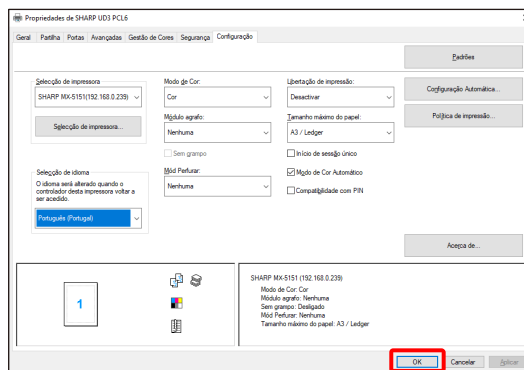 Propriedades de SHARP UD3 PCL6
Geral Partilha Portas Avançadas Gestão de Cores Segurança Configuração
Padrões
Selecção de impressora
SHARP MX-5151(192.168.0.239)
Selecção de impressora...
Modo de Cor:
Cor
Módulo agrafo:
Nenhuma
Sem grampo
Mód Perfurar:
Nenhuma
Libertação de impressão:
Desactivar
Tamanho máximo do papel:
A3 / Ledger
Início de sessão único
Modo de Cor Automático
Compatibilidade com PIN
Configuração Automática...
Política de impressão...
Selecção de idioma
O idioma será alterado quando o
controlador desta impressora voltar a
ser acedido.
Português (Portugal)
Acerca de...
1
SHARP MX-5151 (192.168.0.239)
Modo de Cor: Cor
Módulo agrafo: Nenhuma
Sem grampo: Desligado
Mód Perfurar: Nenhuma
Tamanho máximo do papel: A3 / Ledger
OK Cancelar Aplicar